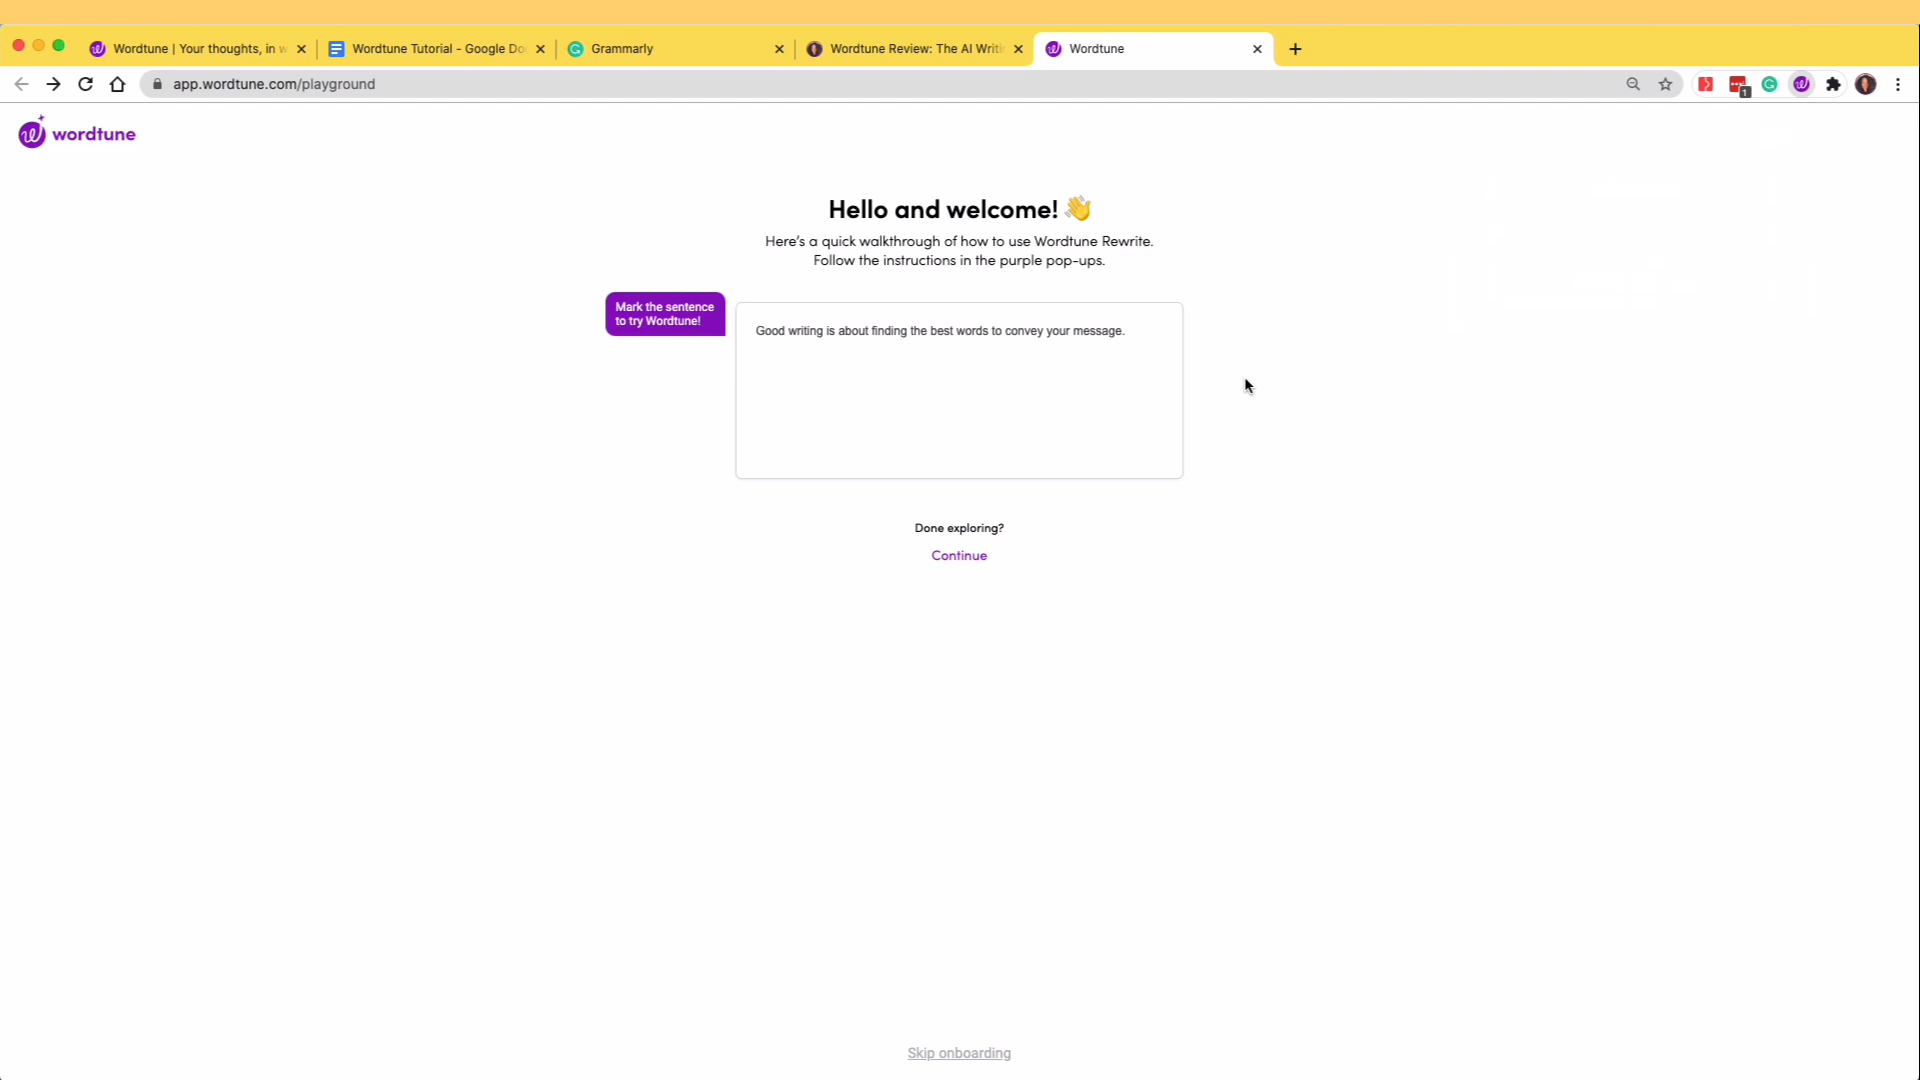 Wordtune | Your thoughts, in w
Wordtune Tutorial - Google Do
Grammarly
Wordtune Review: The AI Writi
Wordtune
app.wordtune.com/playground
1
wordtune
Hello and welcome! 👋
Here's a quick walkthrough of how to use Wordtune Rewrite.
Follow the instructions in the purple pop-ups.
Mark the sentence
to try Wordtune!
Good writing is about finding the best words to convey your message.
Done exploring?
Continue
Skip onboarding